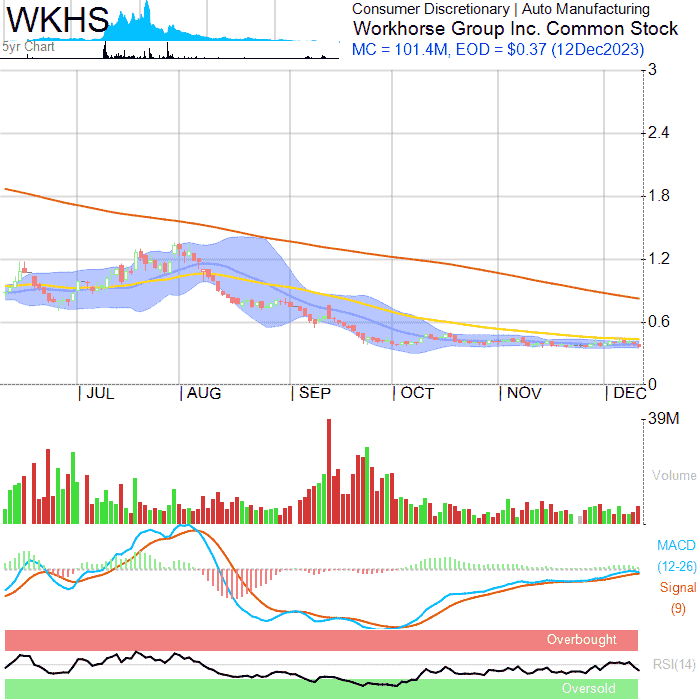 WKHS
5yr Chart
Consumer Discretionary | Auto Manufacturing
Workhorse Group Inc. Common Stock
MC = 101.4M, EOD = $0.37 (12Dec2023)
3
2.4
1.8
1.2
0.6
0
| JUL | AUG | SEP | OCT | NOV | DEC
39M
Volume
MACD
(12-26)
Signal
(9)
Overbought
RSI(14)
Oversold